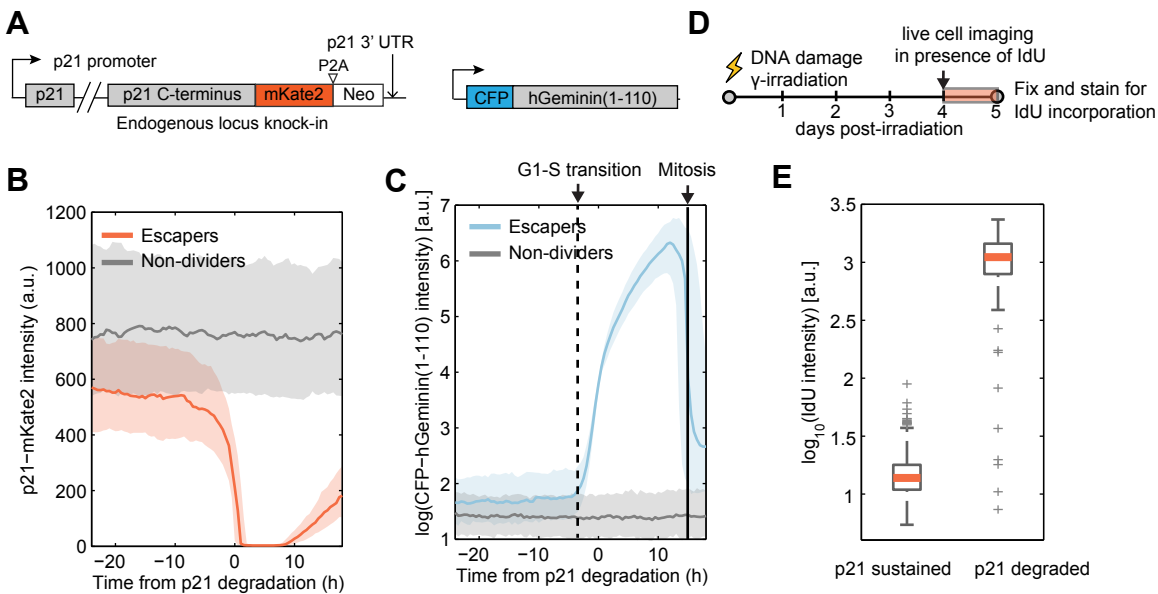 A
p21 promoter
p21
p21 C-terminus
mKate2
Neo
P2A
p21 3' UTR
Endogenous locus knock-in
CFP
hGeminin(1-110)
D
DNA damage
γ-irradiation
live cell imaging
in presence of IdU
1
2
3
4
5
days post-irradiation
Fix and stain for
IdU incorporation
B
p21−mKate2 intensity (a.u.)
1200
1000
800
600
400
200
0
Escapers
Non-dividers
−20
−10
0
10
Time from p21 degradation (h)
C
G1-S transition
Mitosis
log(CFP−hGeminin(1-110) intensity) [a.u.]
7
6
5
4
3
2
1
Escapers
Non-dividers
−20
−10
0
10
Time from p21 degradation (h)
E
log10(IdU intensity) [a.u.]
3.5
3
2.5
2
1.5
1
p21 sustained
p21 degraded